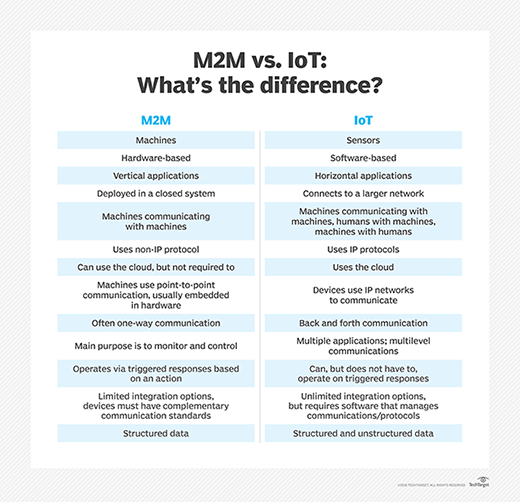 M2M vs. IoT:
What's the difference?
M2M
IoT
Machines
Sensors
Hardware-based
Software-based
Vertical applications
Horizontal applications
Deployed in a closed system
Connects to a larger network
Machines communicating
with machines
Machines communicating with
machines, humans with machines,
machines with humans
Uses non-IP protocol
Uses IP protocols
Can use the cloud, but not required to
Uses the cloud
Machines use point-to-point
communication, usually embedded
in hardware
Devices use IP networks
to communicate
Often one-way communication
Back and forth communication
Main purpose is to monitor and control
Multiple applications; multilevel
communications
Operates via triggered responses based
on an action
Can, but does not have to,
operate on triggered responses
Limited integration options,
devices must have complementary
communication standards
Unlimited integration options,
but requires software that manages
communications/protocols
Structured data
Structured and unstructured data
©2018 TECHTARGET. ALL RIGHTS RESERVED
TechTarget